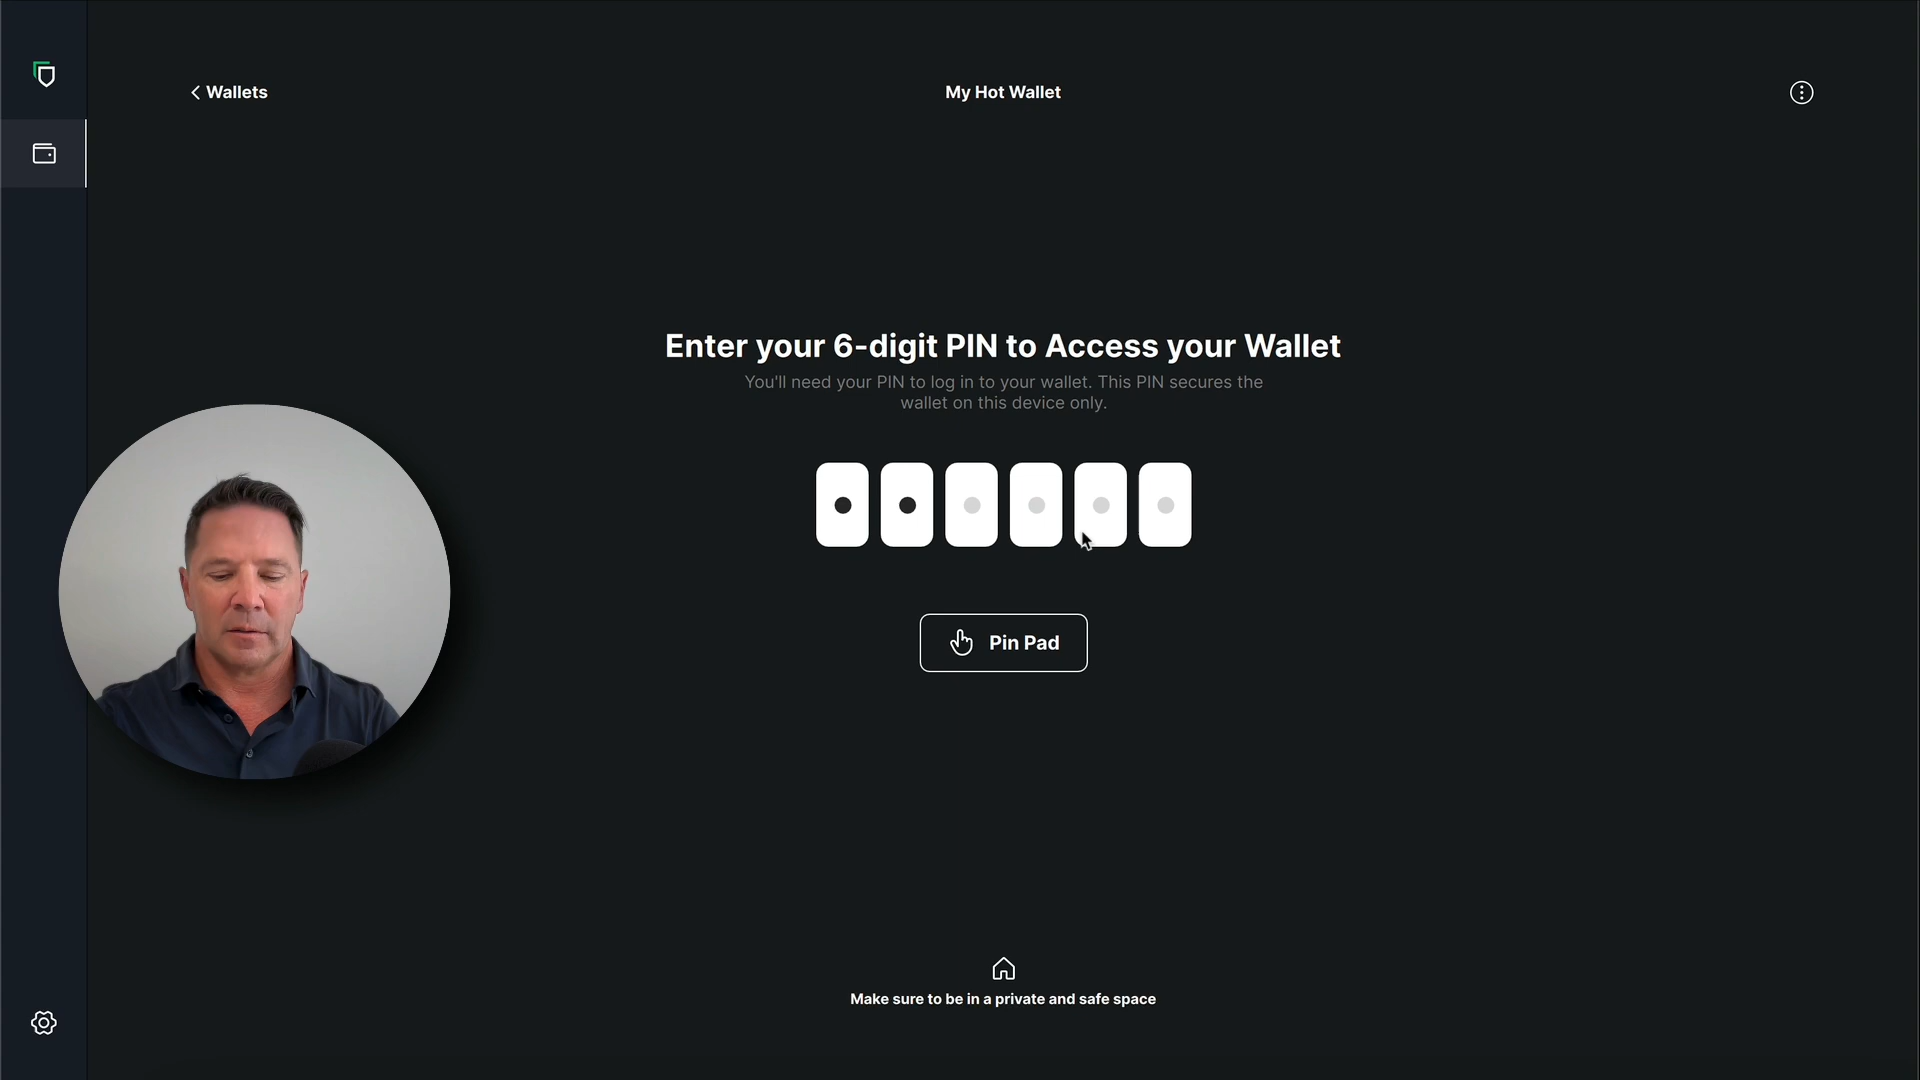 Wallets
My Hot Wallet
Enter your 6-digit PIN to Access your Wallet
You'll need your PIN to log in to your wallet. This PIN secures the
wallet on this device only.
Pin Pad
Make sure to be in a private and safe space